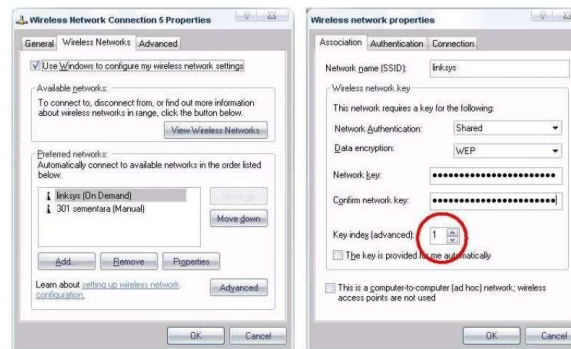 Wireless Network Connection 5 Properties
General
Wireless Networks
Advanced
Use Windows to configure my wireless network settings
Available networks:
To connect to, disconnect from, or find out more information
about wireless networks in range, click the button below.
View Wireless Networks
Preferred networks:
Automatically connect to available networks in the order listed
below:
linksys (On Demand)
301 sementara (Manual)
Move up
Move down
Add...
Remove
Properties
Learn about setting up wireless network
configuration.
Advanced
OK
Cancel
Wireless network properties
Association
Authentication
Connection
Network name (SSID):
linksys
Wireless network key
This network requires a key for the following:
Network Authentication:
Shared
Data encryption:
WEP
Network key:
Confirm network key:
Key index (advanced):
1
The key is provided for me automatically
This is a computer-to-computer (ad hoc) network; wireless
access points are not used
OK
Cancel